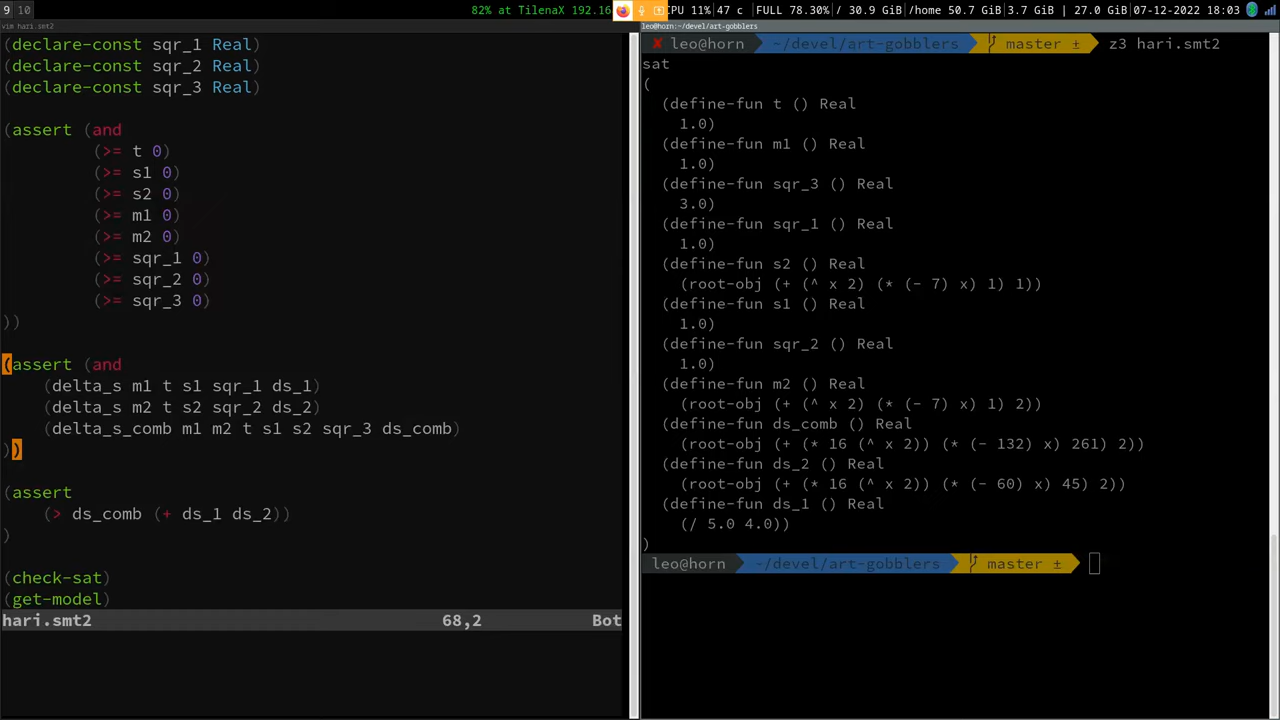 9 10
82% at TilenaX 192.16
CPU 11% 47 c FULL 78.30% 30.9 GiB /home 50.7 GiB 3.7 GiB 27.0 GiB 07-12-2022 18:03
vim hari.smt2
leo@horn:~/devel/art-gobblers
(declare-const sqr_1 Real)
(declare-const sqr_2 Real)
(declare-const sqr_3 Real)
(assert (and
(>= t 0)
(>= s1 0)
(>= s2 0)
(>= m1 0)
(>= m2 0)
(>= sqr_1 0)
(>= sqr_2 0)
(>= sqr_3 0)
))
(assert (and
(delta_s m1 t s1 sqr_1 ds_1)
(delta_s m2 t s2 sqr_2 ds_2)
(delta_s_comb m1 m2 t s1 s2 sqr_3 ds_comb)
))
(assert
(> ds_comb (+ ds_1 ds_2))
)
(check-sat)
(get-model)
hari.smt2 68,2 Bot
✘ leo@horn ~/devel/art-gobblers master ± z3 hari.smt2
sat
(
(define-fun t () Real
1.0)
(define-fun m1 () Real
1.0)
(define-fun sqr_3 () Real
3.0)
(define-fun sqr_1 () Real
1.0)
(define-fun s2 () Real
(root-obj (+ (^ x 2) (* (- 7) x) 1) 1))
(define-fun s1 () Real
1.0)
(define-fun sqr_2 () Real
1.0)
(define-fun m2 () Real
(root-obj (+ (^ x 2) (* (- 7) x) 1) 2))
(define-fun ds_comb () Real
(root-obj (+ (* 16 (^ x 2)) (* (- 132) x) 261) 2))
(define-fun ds_2 () Real
(root-obj (+ (* 16 (^ x 2)) (* (- 60) x) 45) 2))
(define-fun ds_1 () Real
(/ 5.0 4.0))
)
leo@horn ~/devel/art-gobblers master ±